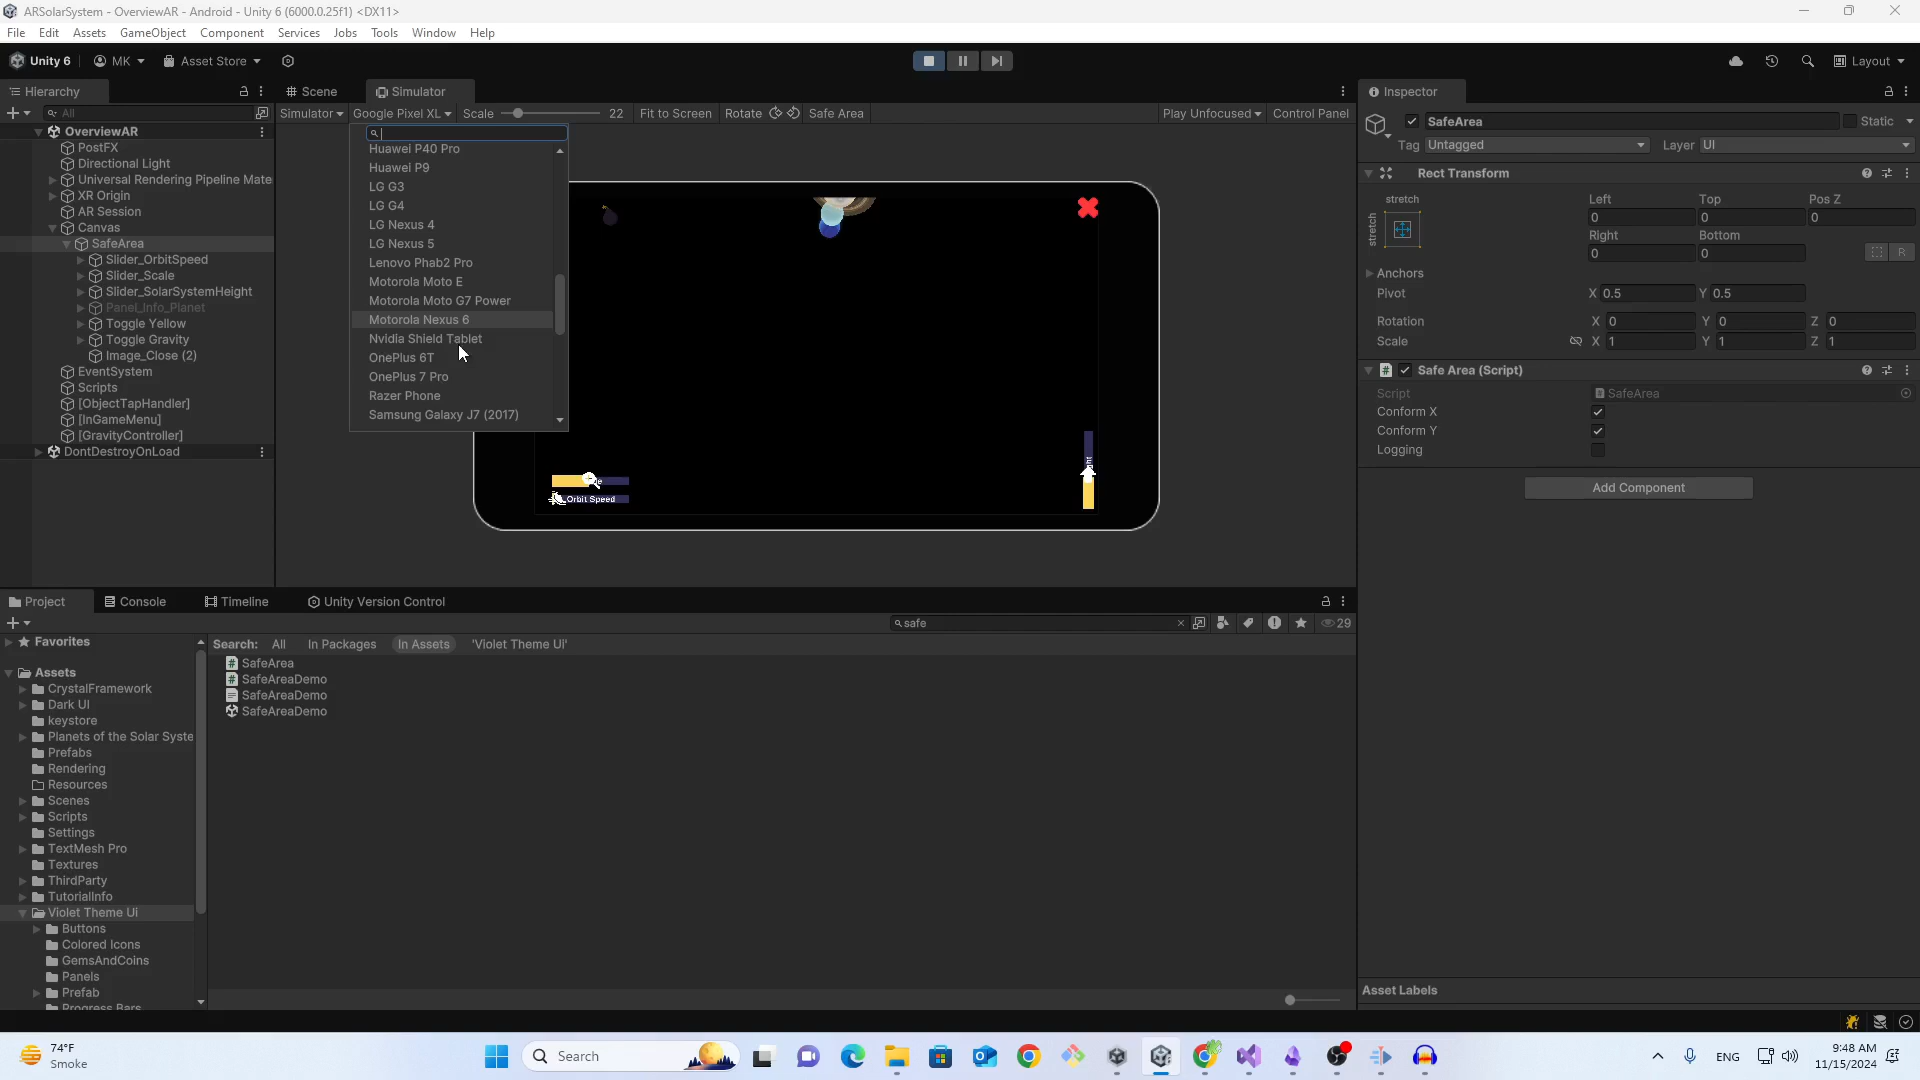 ARSolarSystem - OverviewAR - Android - Unity 6 (6000.0.25f1) <DX11>
File Edit Assets GameObject Component Services Jobs Tools Window Help
Unity 6 MK Asset Store Layout
Hierarchy Scene Simulator Inspector
All Simulator Google Pixel XL Scale 22 Fit to Screen Rotate Safe Area Play Unfocused Control Panel
OverviewAR
PostFX
Directional Light
Universal Rendering Pipeline Mate
XR Origin
AR Session
Canvas
SafeArea
Slider_OrbitSpeed
Slider_Scale
Slider_SolarSystemHeight
Panel_Info_Planet
Toggle Yellow
Toggle Gravity
Image_Close (2)
EventSystem
Scripts
[ObjectTapHandler]
[InGameMenu]
[GravityController]
DontDestroyOnLoad
Huawei P40 Pro
Huawei P9
LG G3
LG G4
LG Nexus 4
LG Nexus 5
Lenovo Phab2 Pro
Motorola Moto E
Motorola Moto G7 Power
Motorola Nexus 6
Nvidia Shield Tablet
OnePlus 6T
OnePlus 7 Pro
Razer Phone
Samsung Galaxy J7 (2017)
Orbit Speed
SafeArea Static
Tag Untagged Layer UI
Rect Transform
stretch Left Top Pos Z
stretch 0 0 0
Right Bottom
0 0 R
Anchors
Pivot X 0.5 Y 0.5
Rotation X 0 Y 0 Z 0
Scale X 1 Y 1 Z 1
Safe Area (Script)
Script SafeArea
Conform X
Conform Y
Logging
Add Component
Asset Labels
Project Console Timeline Unity Version Control
safe 29
Favorites
Assets
CrystalFramework
Dark UI
keystore
Planets of the Solar Syste
Prefabs
Rendering
Resources
Scenes
Scripts
Settings
TextMesh Pro
Textures
ThirdParty
TutorialInfo
Violet Theme Ui
Buttons
Colored Icons
GemsAndCoins
Panels
Prefab
Progress Bars
Search: All In Packages In Assets 'Violet Theme Ui'
SafeArea
SafeAreaDemo
SafeAreaDemo
SafeAreaDemo
74°F
Smoke
Search
ENG
9:48 AM
11/15/2024